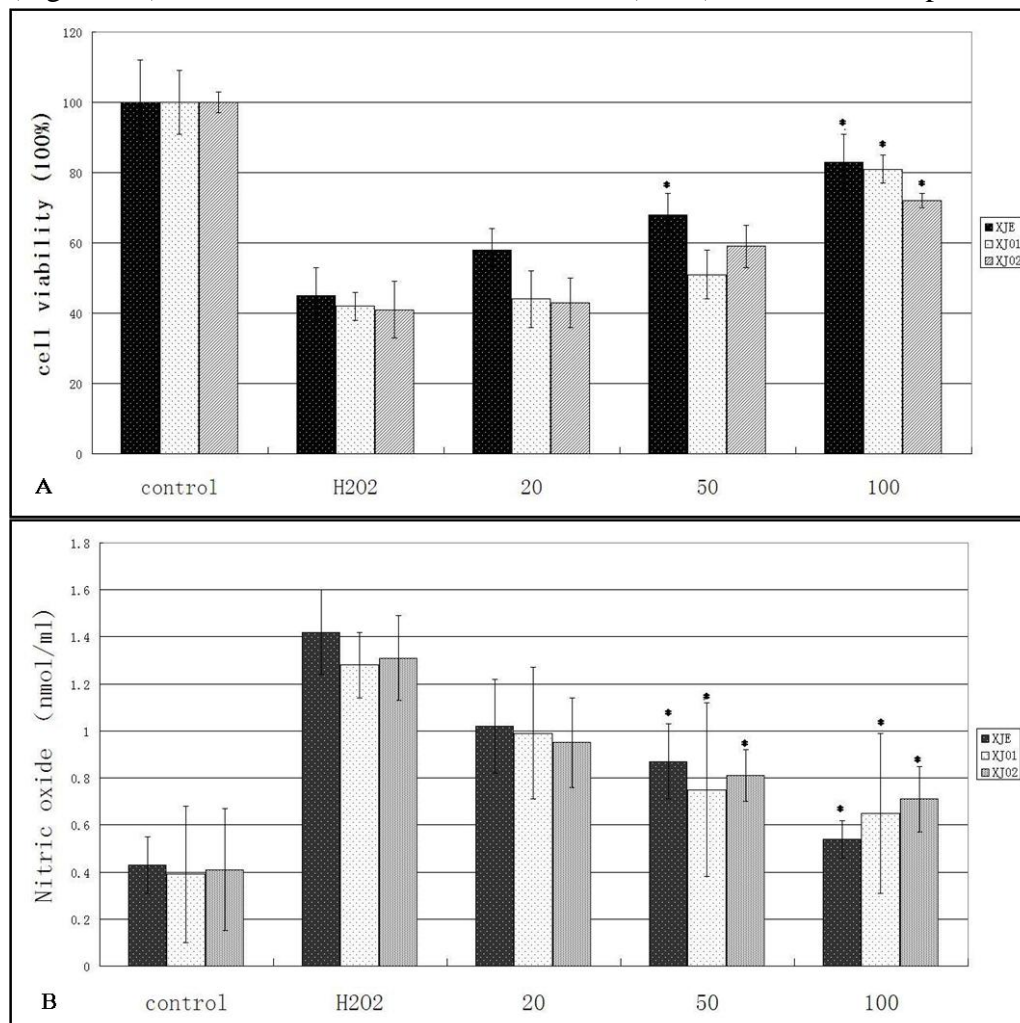 120
100
80
60
40
20
0
cell viability (100%)
* * * *
XJE
XJ01
XJ02
A
control H2O2 20 50 100
1.8
1.6
1.4
1.2
1
0.8
0.6
0.4
0.2
0
Nitric oxide (nmol/ml)
* * * * * *
XJE
XJ01
XJ02
B
control H2O2 20 50 100